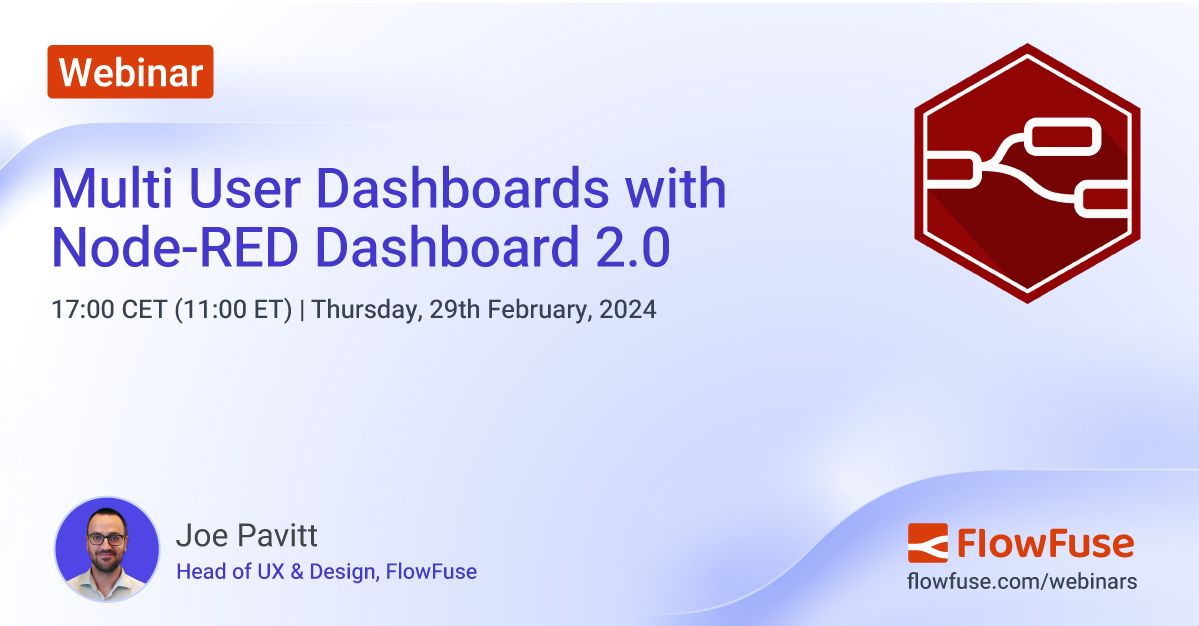 Webinar
Multi User Dashboards with
Node-RED Dashboard 2.0
17:00 CET (11:00 ET) | Thursday, 29th February, 2024
Joe Pavitt
Head of UX & Design, FlowFuse
FlowFuse
flowfuse.com/webinars